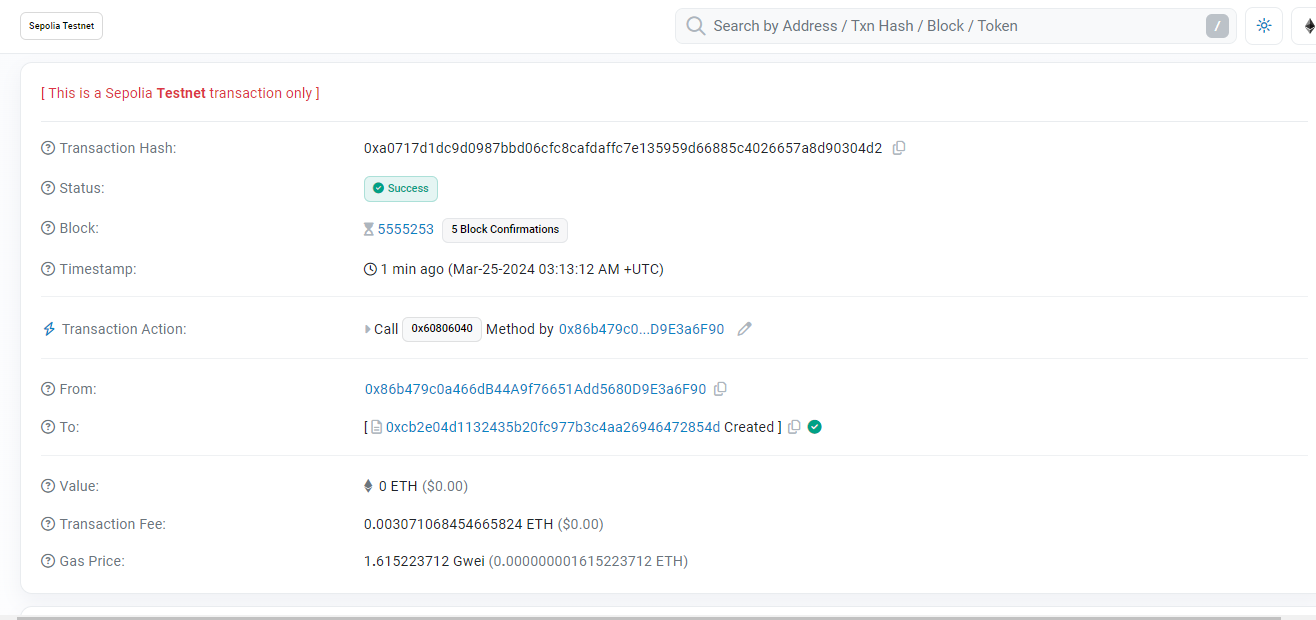 Sepolia Testnet
Search by Address / Txn Hash / Block / Token /
[ This is a Sepolia Testnet transaction only ]
Transaction Hash: 0xa0717d1dc9d0987bbd06cfc8cafdaffc7e135959d66885c4026657a8d90304d2
Status: Success
Block: 5555253 5 Block Confirmations
Timestamp: 1 min ago (Mar-25-2024 03:13:12 AM +UTC)
Transaction Action: Call 0x60806040 Method by 0x86b479c0...D9E3a6F90
From: 0x86b479c0a466dB44A9f76651Add5680D9E3a6F90
To: [ 0xcb2e04d1132435b20fc977b3c4aa26946472854d Created ]
Value: 0 ETH ($0.00)
Transaction Fee: 0.003071068454665824 ETH ($0.00)
Gas Price: 1.615223712 Gwei (0.000000001615223712 ETH)